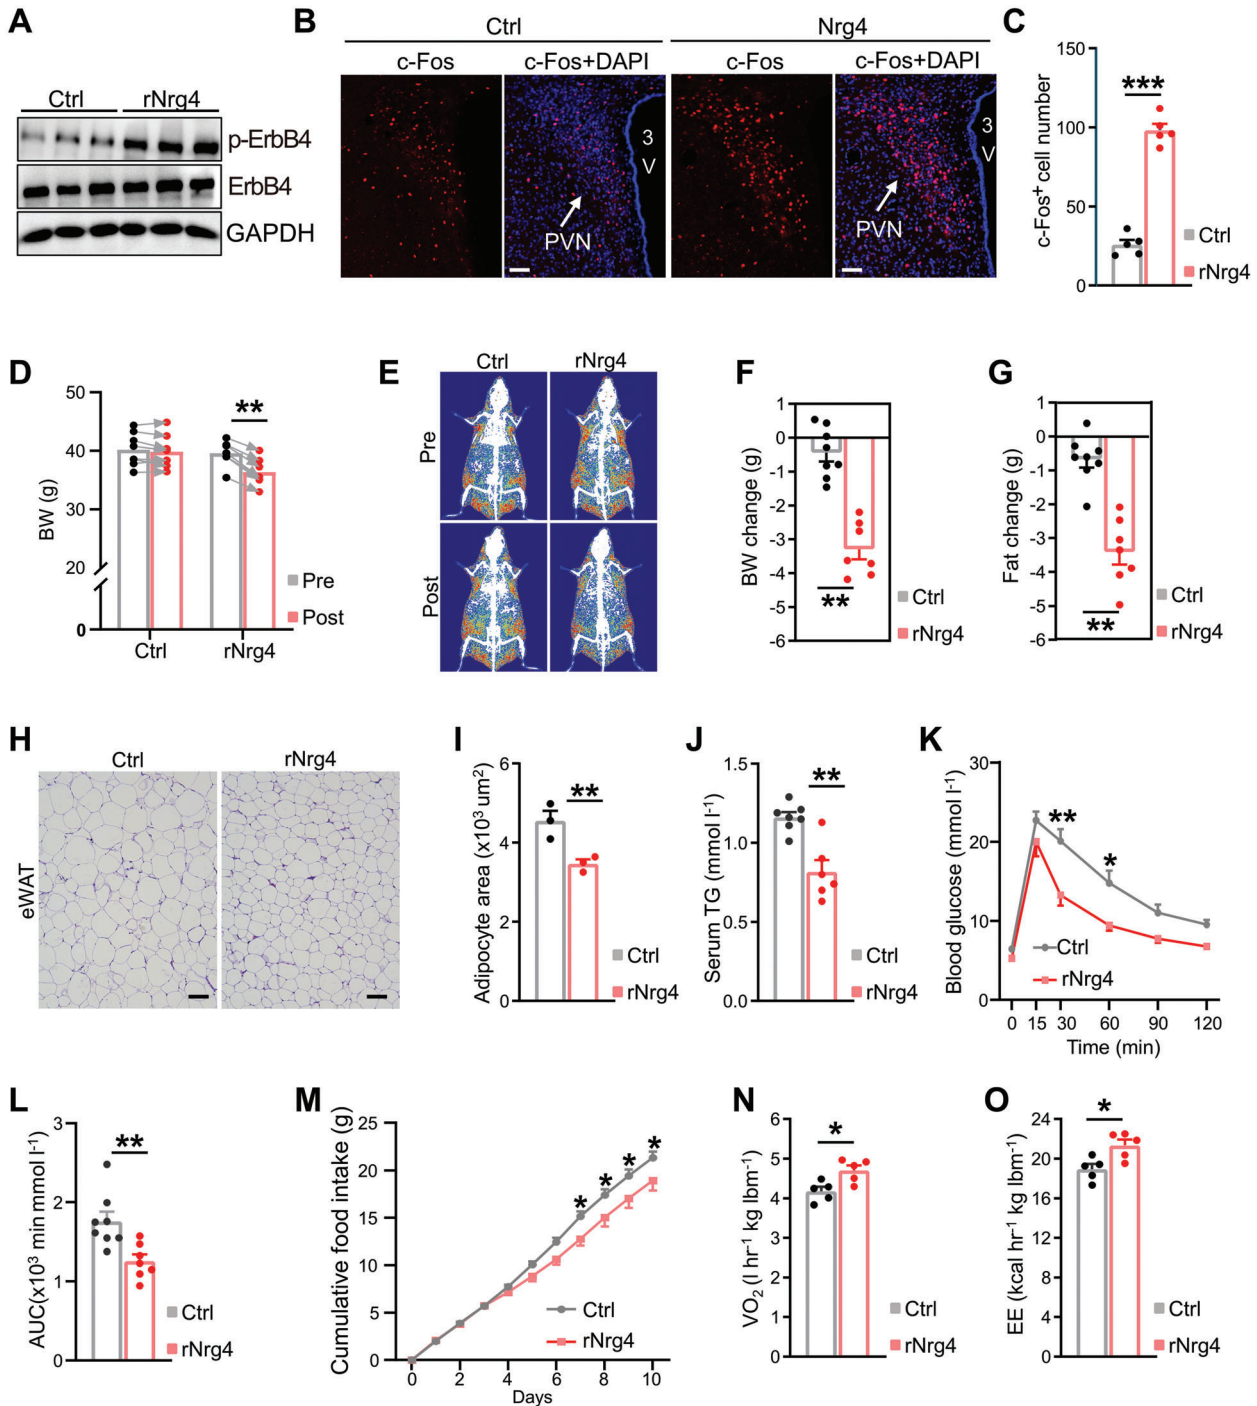 A
Ctrl rNrg4
p-ErbB4
ErbB4
GAPDH
B
Ctrl Nrg4
c-Fos c-Fos+DAPI c-Fos c-Fos+DAPI
3 V
PVN
3 V
PVN
C
c-Fos⁺ cell number
150
100
50
0
***
Ctrl
rNrg4
D
BW (g)
50
40
30
20
0
**
Pre
Post
Ctrl rNrg4
E
Ctrl rNrg4
Pre
Post
F
BW change (g)
1
0
-1
-2
-3
-4
-5
-6
**
Ctrl
rNrg4
G
Fat change (g)
1
0
-1
-2
-3
-4
-5
-6
**
Ctrl
rNrg4
H
Ctrl rNrg4
eWAT
I
Adipocyte area (x10³ um²)
6
4
2
0
**
Ctrl
rNrg4
J
Serum TG (mmol l⁻¹)
1.5
1.0
0.5
0.0
**
Ctrl
rNrg4
K
Blood glucose (mmol l⁻¹)
30
20
10
0
**
*
Ctrl
rNrg4
0 15 30 60 90 120
Time (min)
L
AUC(x10³ min mmol l⁻¹)
3
2
1
0
**
Ctrl
rNrg4
M
Cumulative food intake (g)
25
20
15
10
5
0
* * * *
Ctrl
rNrg4
0 2 4 6 8 10
Days
N
VO₂ (l hr⁻¹ kg lbm⁻¹)
6
5
4
3
2
1
0
*
Ctrl
rNrg4
O
EE (kcal hr⁻¹ kg lbm⁻¹)
24
20
16
12
8
4
0
*
Ctrl
rNrg4